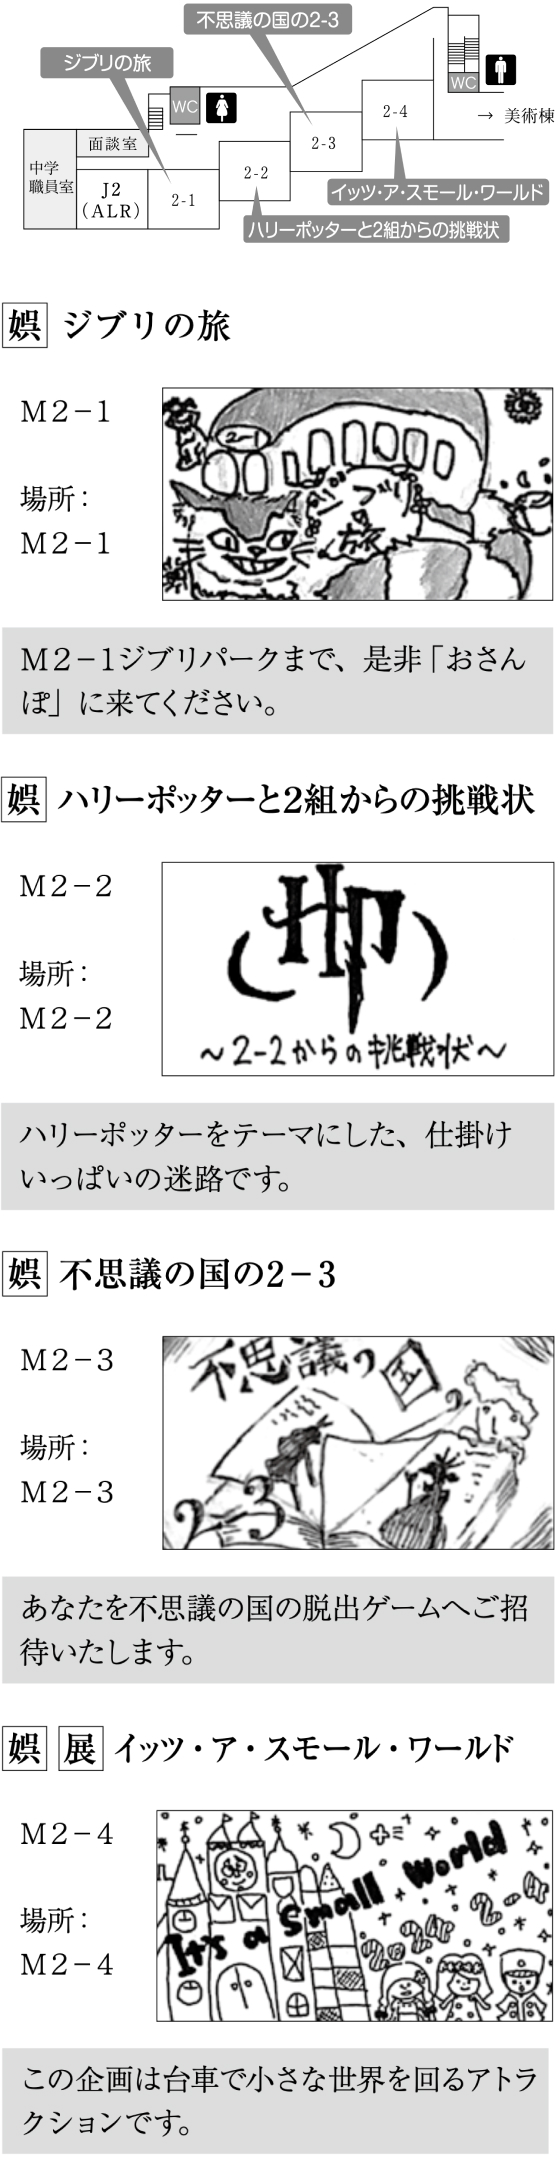 不思議の国の2-3
ジブリの旅
WC
WC
2-4
→ 美術棟
2-3
面談室
中学
職員室
J2
(ALR)
2-1
2-2
イッツ・ア・スモール・ワールド
ハリーポッターと2組からの挑戦状
娯 ジブリの旅
M2-1
場所:
M2-1
2-1
ジブリ
の
旅
M2-1ジブリパークまで、是非「おさん
ぽ」に来てください。
娯 ハリーポッターと2組からの挑戦状
M2-2
場所:
M2-2
HP
~2-2からの挑戦状~
ハリーポッターをテーマにした、仕掛け
いっぱいの迷路です。
娯 不思議の国の2-3
M2-3
場所:
M2-3
不思議の国
2-3
あなたを不思議の国の脱出ゲームへご招
待いたします。
娯 展 イッツ・ア・スモール・ワールド
M2-4
場所:
M2-4
It's a small world
この企画は台車で小さな世界を回るアトラ
クションです。